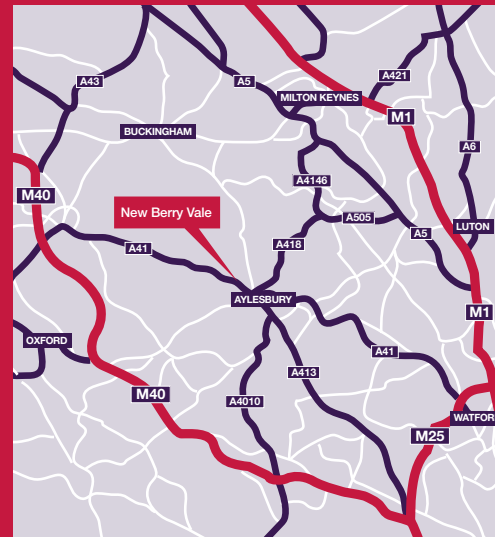 A43
A5
A421
MILTON KEYNES
M1
BUCKINGHAM
A6
A4146
M40
New Berry Vale
A505
LUTON
A418
A5
A41
AYLESBURY
M1
OXFORD
A41
A413
M40
A4010
WATFOR
M25